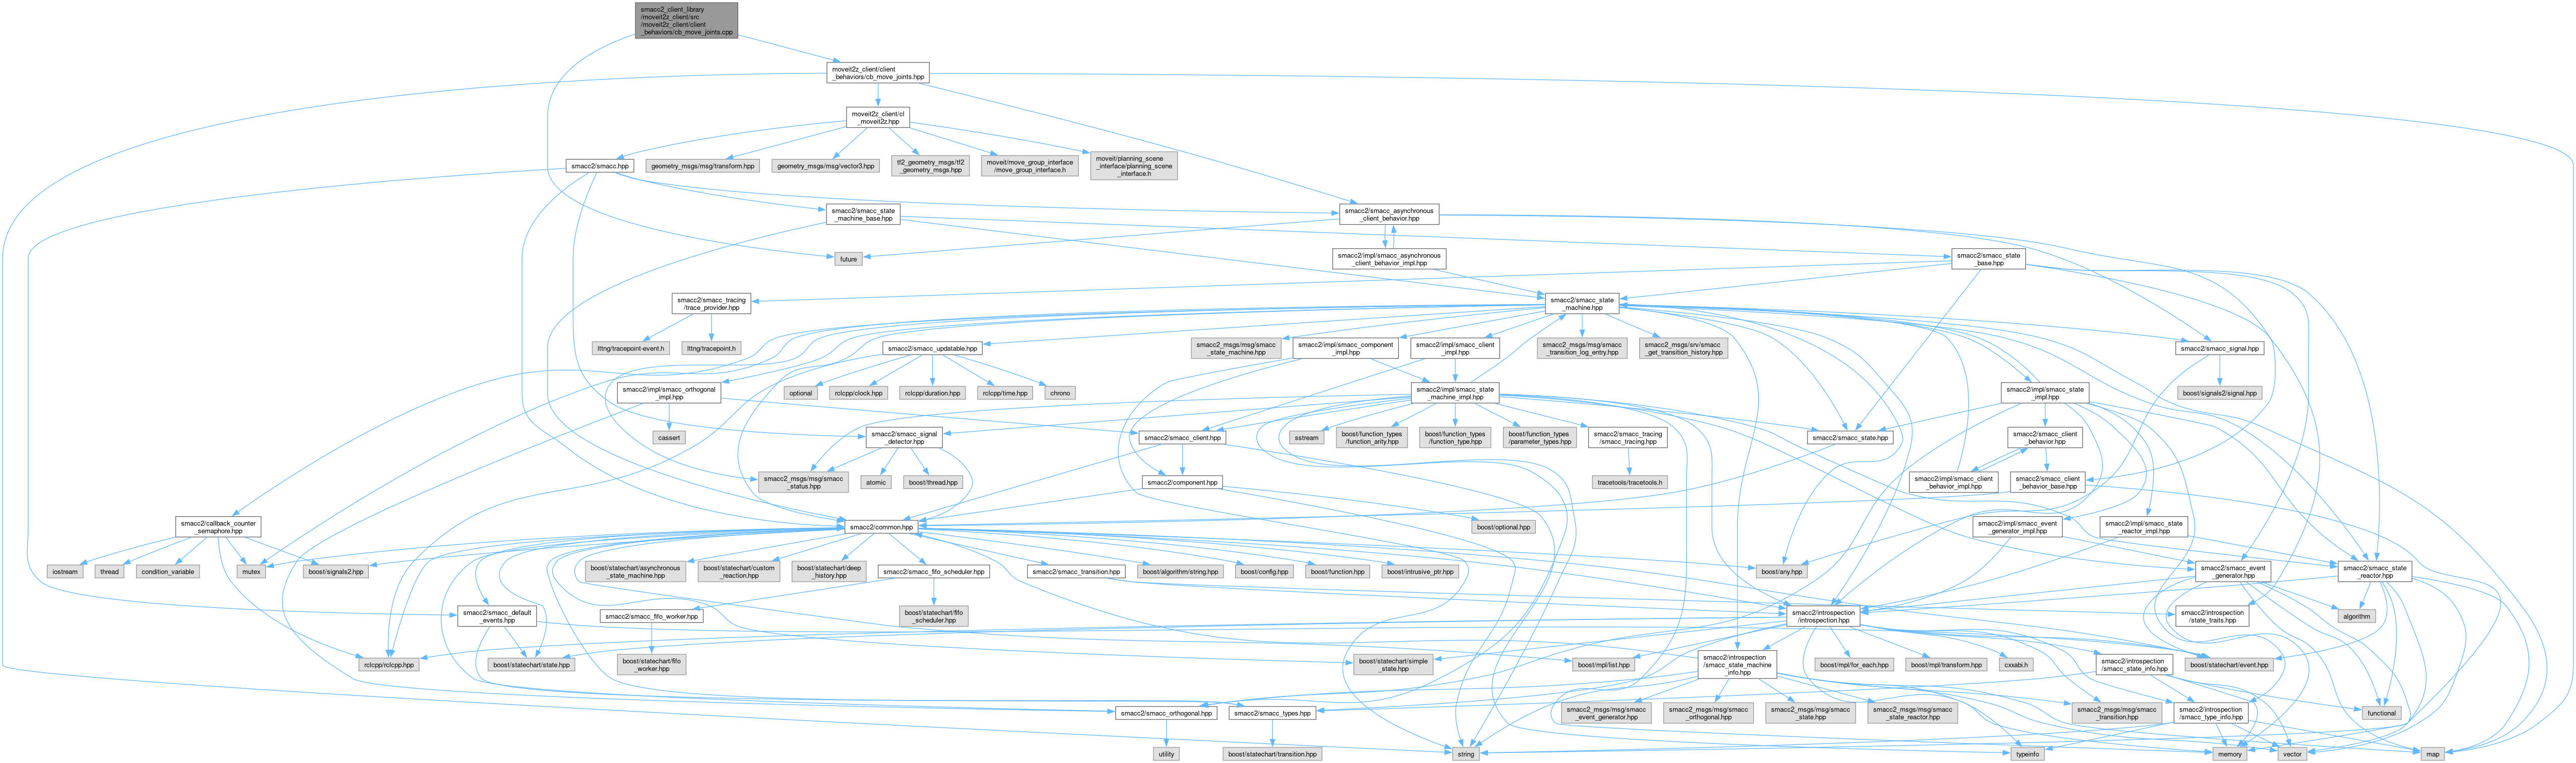 smacc2_client_library
/moveit2z_client/src
/moveit2z_client/client
_behaviors/cb_move_joints.cpp
moveit2z_client/client
_behaviors/cb_move_joints.hpp
moveit2z_client/cl
_moveit2z.hpp
smacc2/smacc.hpp
geometry_msgs/msg/transform.hpp
geometry_msgs/msg/vector3.hpp
tf2_geometry_msgs/tf2
_geometry_msgs.hpp
moveit/move_group_interface
/move_group_interface.h
moveit/planning_scene
_interface/planning_scene
_interface.h
smacc2/smacc_state
_machine_base.hpp
smacc2/smacc_asynchronous
_client_behavior.hpp
future
smacc2/impl/smacc_asynchronous
_client_behavior_impl.hpp
smacc2/smacc_state
_base.hpp
smacc2/smacc_tracing
/trace_provider.hpp
smacc2/smacc_state
_machine.hpp
lttng/tracepoint-event.h
lttng/tracepoint.h
smacc2/smacc_updatable.hpp
smacc2_msgs/msg/smacc
_state_machine.hpp
smacc2/impl/smacc_component
_impl.hpp
smacc2/impl/smacc_client
_impl.hpp
smacc2_msgs/msg/smacc
_transition_log_entry.hpp
smacc2_msgs/srv/smacc
_get_transition_history.hpp
smacc2/smacc_signal.hpp
smacc2/impl/smacc_orthogonal
_impl.hpp
optional
rclcpp/clock.hpp
rclcpp/duration.hpp
rclcpp/time.hpp
chrono
smacc2/impl/smacc_state
_machine_impl.hpp
smacc2/impl/smacc_state
_impl.hpp
boost/signals2/signal.hpp
cassert
smacc2/smacc_signal
_detector.hpp
smacc2/smacc_client.hpp
sstream
boost/function_types
/function_arity.hpp
boost/function_types
/function_type.hpp
boost/function_types
/parameter_types.hpp
smacc2/smacc_tracing
/smacc_tracing.hpp
smacc2/smacc_state.hpp
smacc2/smacc_client
_behavior.hpp
smacc2_msgs/msg/smacc
_status.hpp
atomic
boost/thread.hpp
smacc2/component.hpp
tracetools/tracetools.h
smacc2/impl/smacc_client
_behavior_impl.hpp
smacc2/smacc_client
_behavior_base.hpp
smacc2/callback_counter
_semaphore.hpp
smacc2/common.hpp
boost/optional.hpp
smacc2/impl/smacc_event
_generator_impl.hpp
smacc2/impl/smacc_state
_reactor_impl.hpp
iostream
thread
condition_variable
mutex
boost/signals2.hpp
boost/statechart/asynchronous
_state_machine.hpp
boost/statechart/custom
_reaction.hpp
boost/statechart/deep
_history.hpp
smacc2/smacc_fifo_scheduler.hpp
smacc2/smacc_transition.hpp
boost/algorithm/string.hpp
boost/config.hpp
boost/function.hpp
boost/intrusive_ptr.hpp
boost/any.hpp
smacc2/smacc_event
_generator.hpp
smacc2/smacc_state
_reactor.hpp
smacc2/smacc_default
_events.hpp
smacc2/smacc_fifo_worker.hpp
boost/statechart/fifo
_scheduler.hpp
smacc2/introspection
/introspection.hpp
smacc2/introspection
/state_traits.hpp
algorithm
rclcpp/rclcpp.hpp
boost/statechart/state.hpp
boost/statechart/fifo
_worker.hpp
boost/statechart/simple
_state.hpp
boost/mpl/list.hpp
smacc2/introspection
/smacc_state_machine
_info.hpp
boost/mpl/for_each.hpp
boost/mpl/transform.hpp
cxxabi.h
smacc2/introspection
/smacc_state_info.hpp
boost/statechart/event.hpp
smacc2/smacc_orthogonal.hpp
smacc2/smacc_types.hpp
smacc2_msgs/msg/smacc
_event_generator.hpp
smacc2_msgs/msg/smacc
_orthogonal.hpp
smacc2_msgs/msg/smacc
_state.hpp
smacc2_msgs/msg/smacc
_state_reactor.hpp
smacc2_msgs/msg/smacc
_transition.hpp
smacc2/introspection
/smacc_type_info.hpp
functional
utility
boost/statechart/transition.hpp
string
typeinfo
memory
vector
map